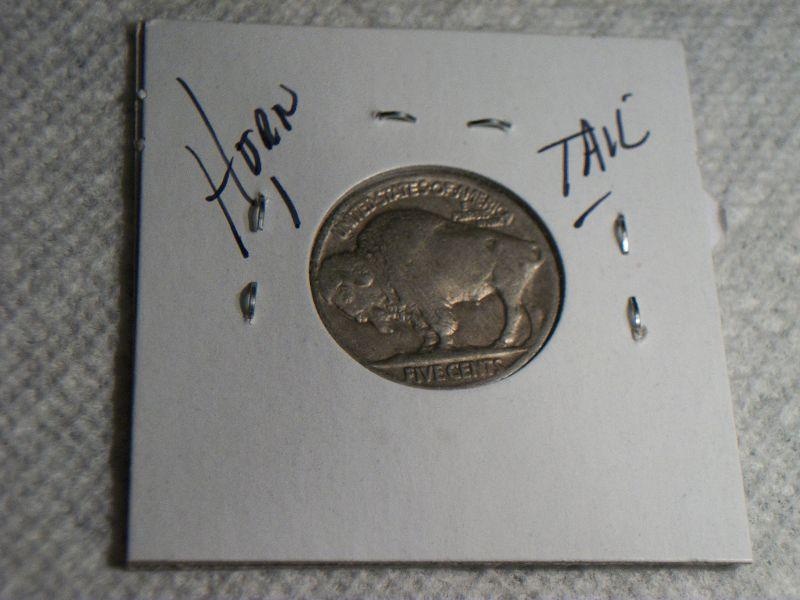 HORN
TAIL
UNITED STATES OF AMERICA
FIVE CENTS